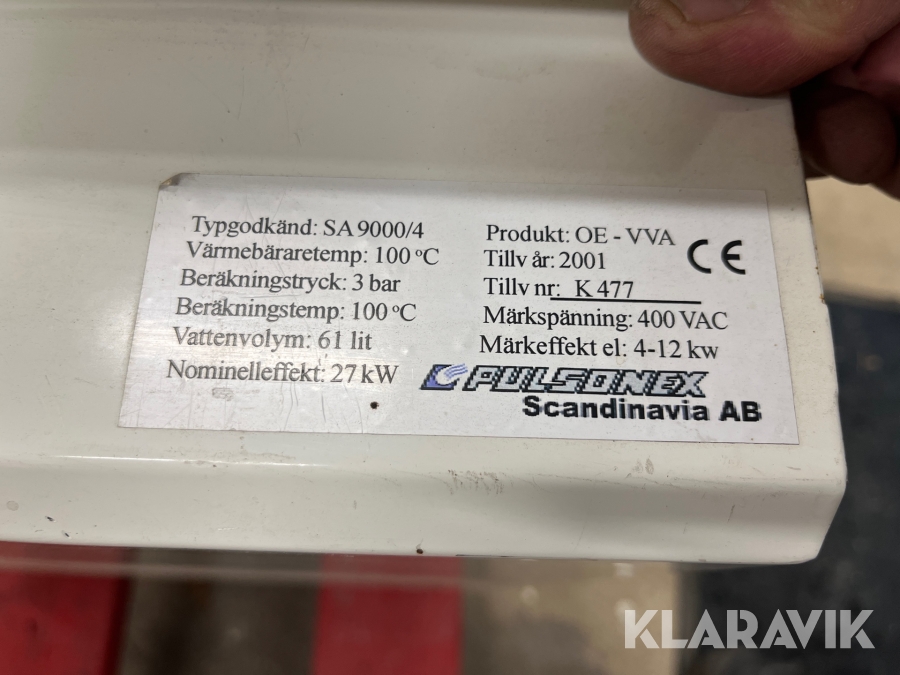 Typgodkänd: SA 9000/4
Värmebäraretemp: 100 °C
Beräkningstryck: 3 bar
Beräkningstemp: 100 °C
Vattenvolym: 61 lit
Nominelleffekt: 27 kW
Produkt: OE - VVA
Tillv år: 2001
Tillv nr: K 477
Märkspänning: 400 VAC
Märkeffekt el: 4-12 kw
CE
PULSONEX
Scandinavia AB
KLARAVIK